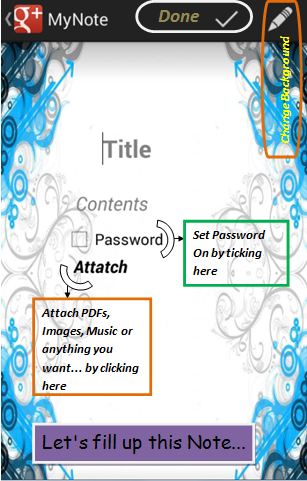 g+ MyNote
Done
Change Background
Title
Contents
Password
Set Password
On by ticking
here
Attatch
Attach PDFs,
Images, Music or
anything you
want... by clicking
here
Let's fill up this Note...